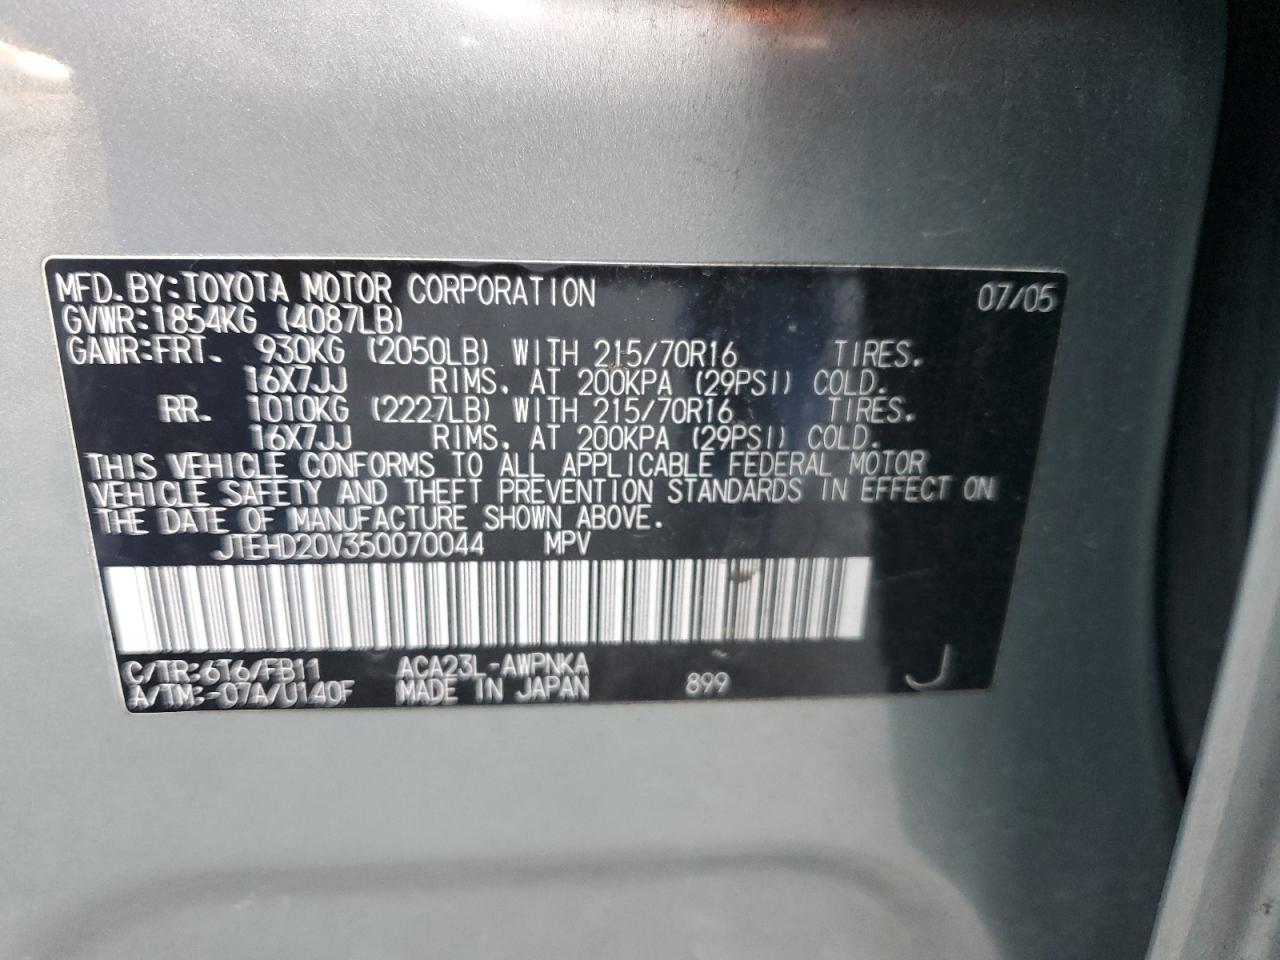 MFD. BY: TOYOTA MOTOR CORPORATION 07/05
GVWR: 1854KG (4087LB)
GAWR: FRT. 930KG (2050LB) WITH 215/70R16 TIRES.
16X7JJ RIMS. AT 200KPA (29PSI) COLD.
RR. 1010KG (2227LB) WITH 215/70R16 TIRES.
16X7JJ RIMS. AT 200KPA (29PSI) COLD.
THIS VEHICLE CONFORMS TO ALL APPLICABLE FEDERAL MOTOR
VEHICLE SAFETY AND THEFT PREVENTION STANDARDS IN EFFECT ON
THE DATE OF MANUFACTURE SHOWN ABOVE.
JTEHD20V350070044 MPV
C/TR: 6T6/FB11 ACA23L-AWPNKA
A/TM: -07A/U140F MADE IN JAPAN 899 J